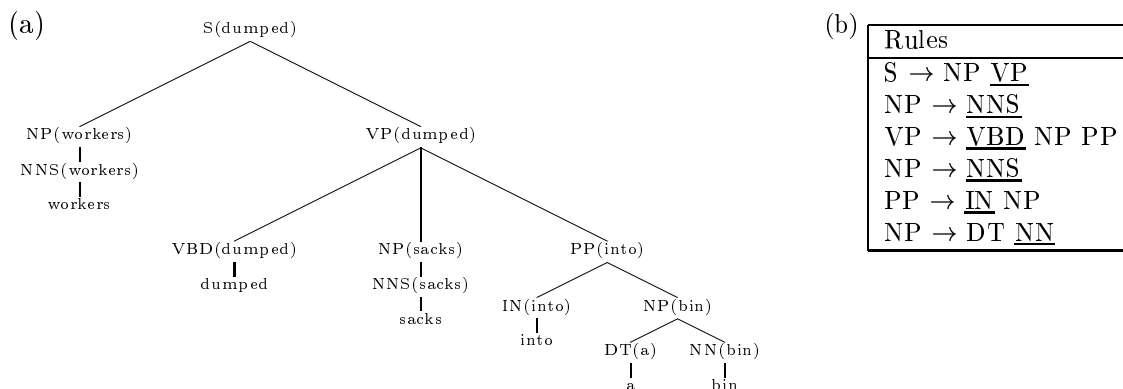 (a)
S(dumped)
NP(workers) VP(dumped)
NNS(workers)
workers
VBD(dumped) NP(sacks) PP(into)
dumped NNS(sacks)
sacks IN(into) NP(bin)
into
DT(a) NN(bin)
a bin
(b)
Rules
S → NP VP
NP → NNS
VP → VBD NP PP
NP → NNS
PP → IN NP
NP → DT NN